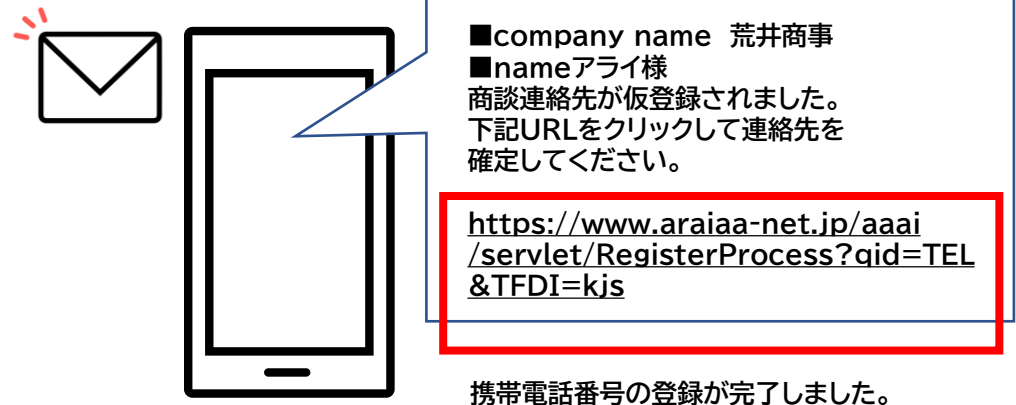 ■company name 荒井商事
■nameアライ様
商談連絡先が仮登録されました。
下記URLをクリックして連絡先を
確定してください。
https://www.araiaa-net.jp/aaai
/servlet/RegisterProcess?qid=TEL
&TFDI=kjs
携帯電話番号の登録が完了しました。